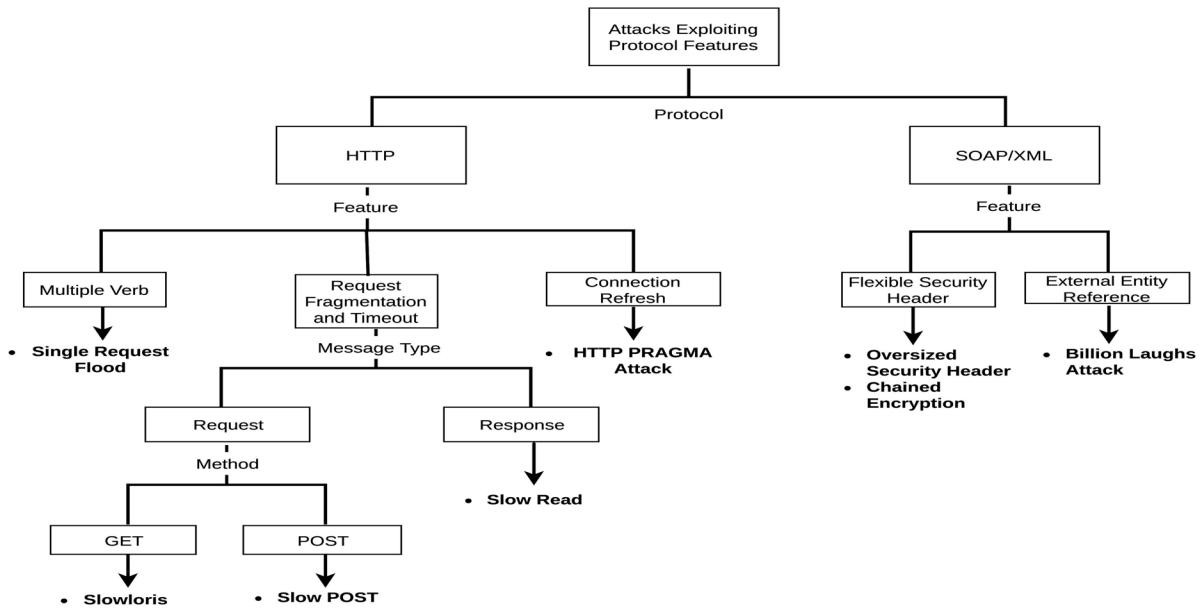 Attacks Exploiting
Protocol Features
Protocol
HTTP
SOAP/XML
Feature
Feature
Multiple Verb
Request
Fragmentation
and Timeout
Connection
Refresh
Flexible Security
Header
External Entity
Reference
• Single Request
Flood
Message Type
• HTTP PRAGMA
Attack
• Oversized
Security Header
• Chained
Encryption
• Billion Laughs
Attack
Request
Response
Method
• Slow Read
GET
POST
• Slowloris
• Slow POST